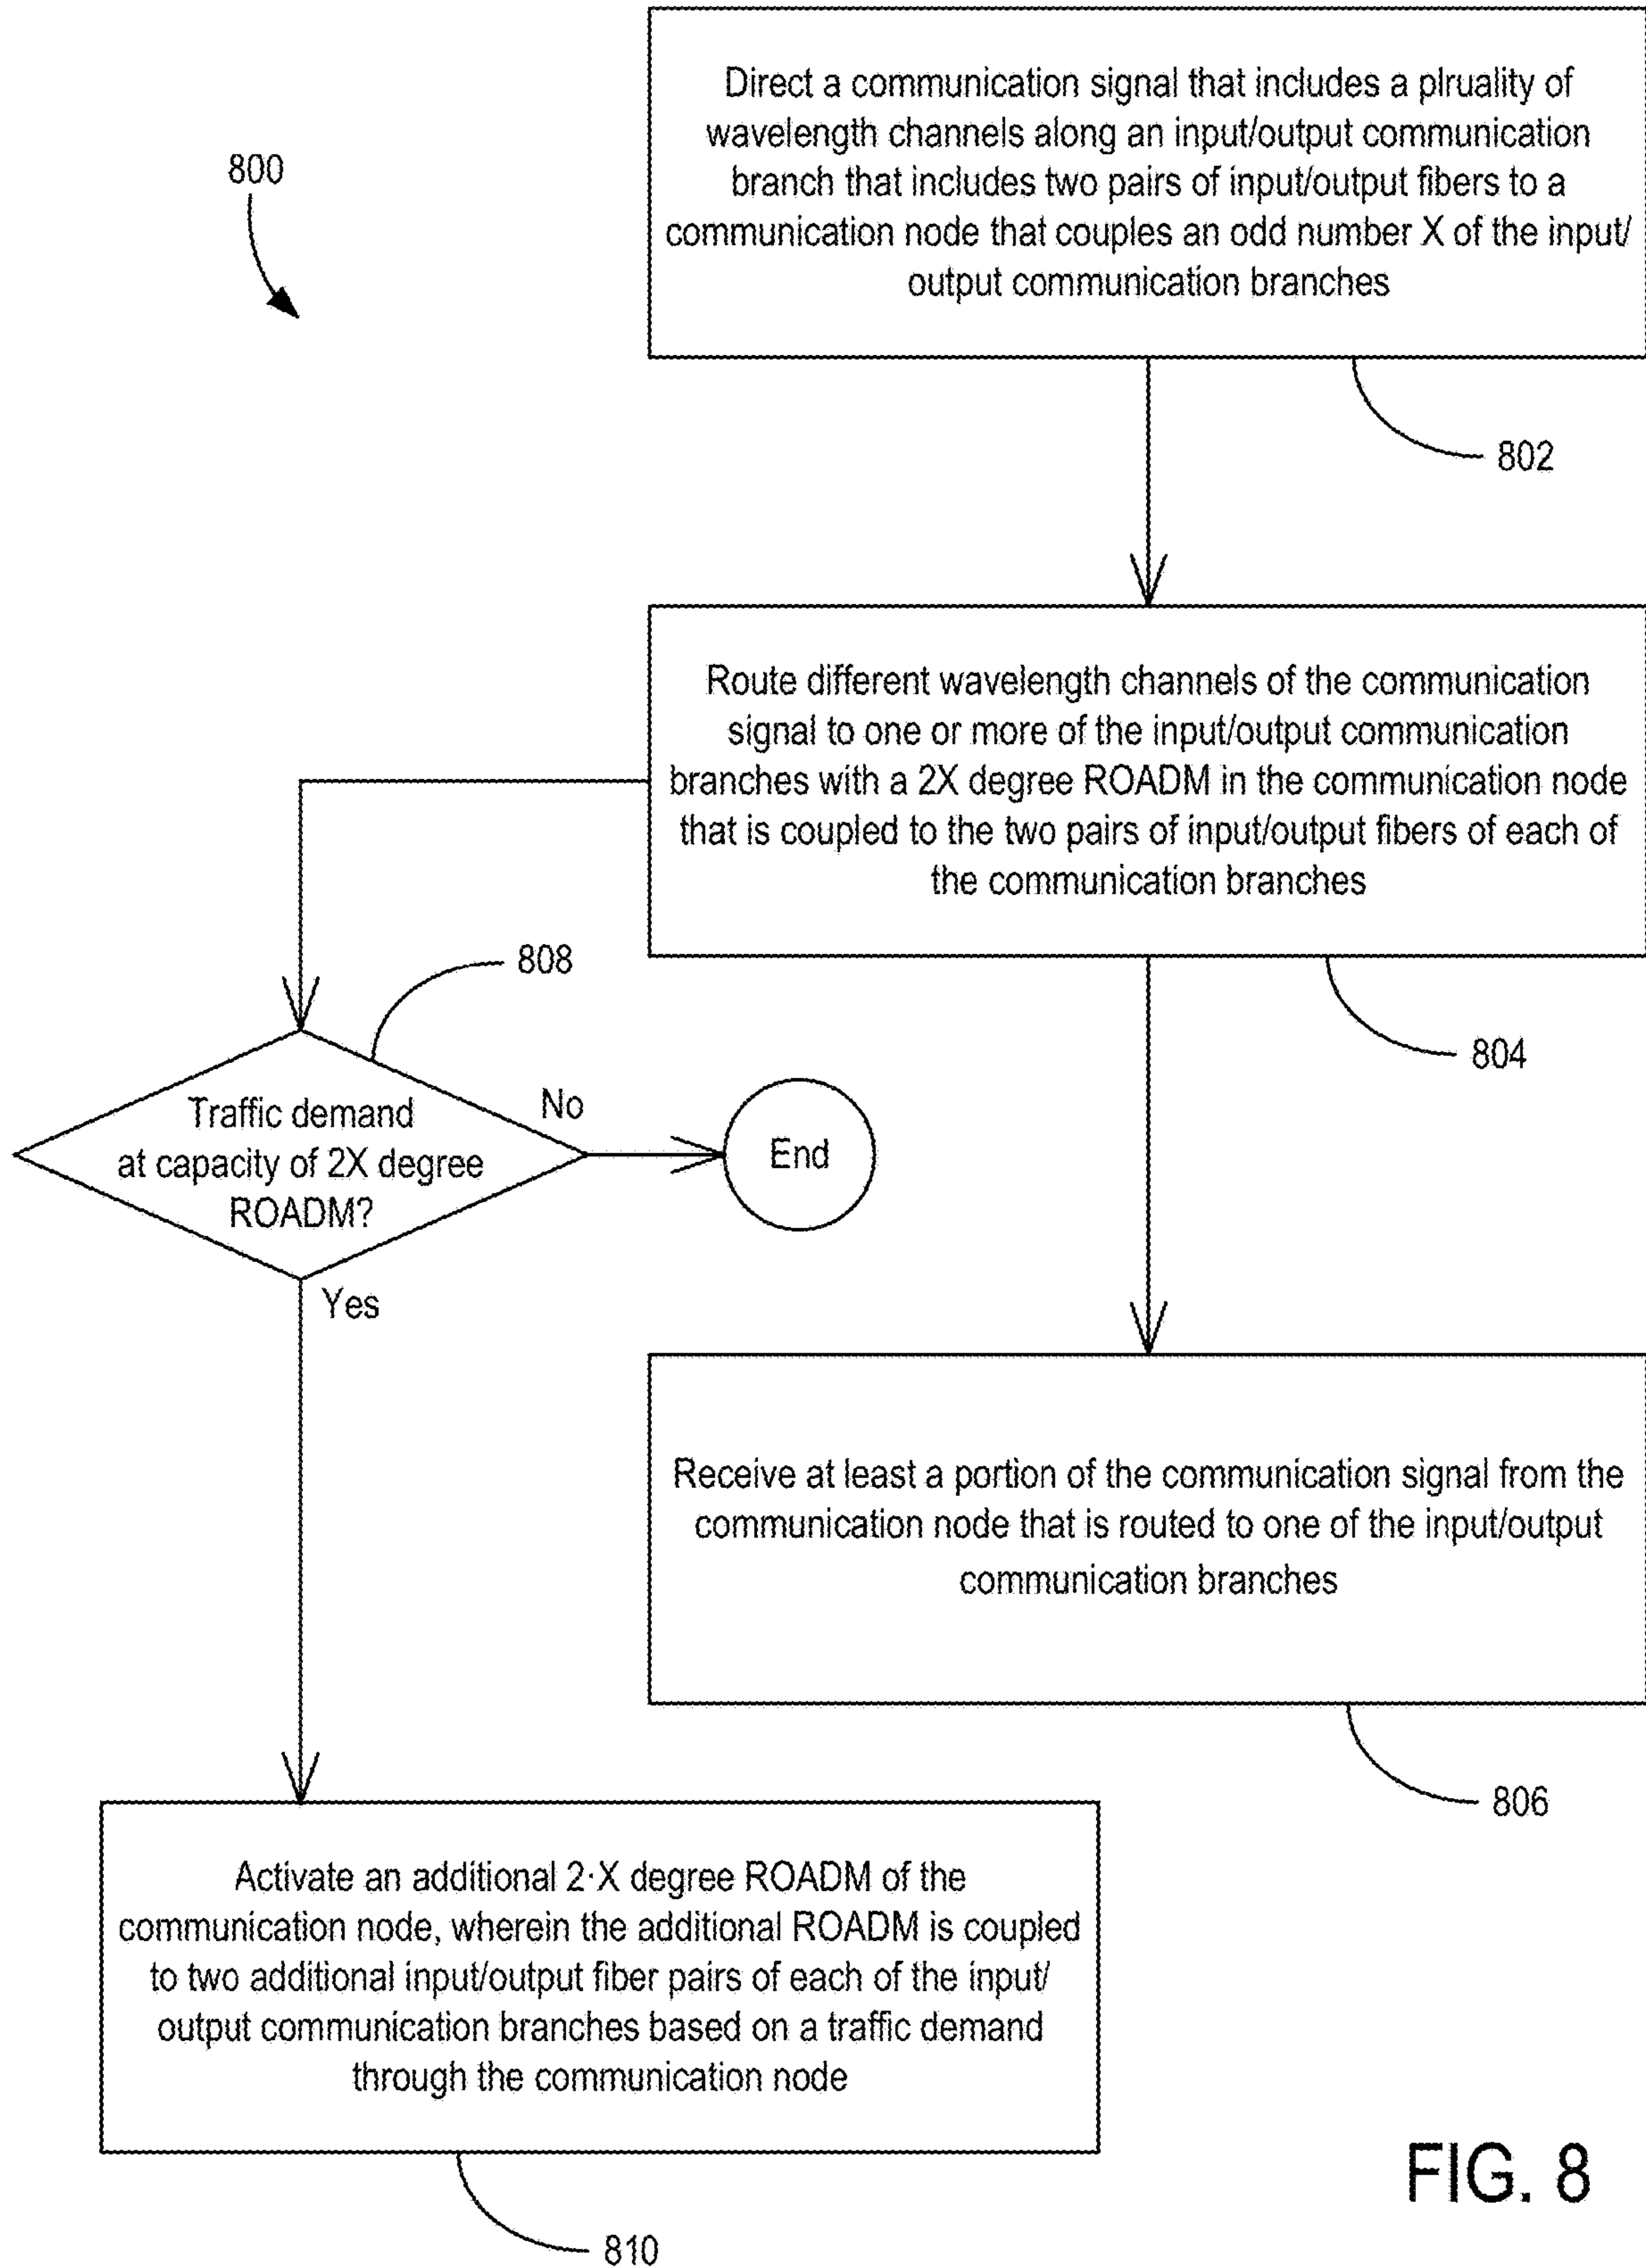 800
Direct a communication signal that includes a plruality of
wavelength channels along an input/output communication
branch that includes two pairs of input/output fibers to a
communication node that couples an odd number X of the input/
output communication branches
802
Route different wavelength channels of the communication
signal to one or more of the input/output communication
branches with a 2X degree ROADM in the communication node
that is coupled to the two pairs of input/output fibers of each of
the communication branches
804
808
Traffic demand
at capacity of 2X degree
ROADM?
No
End
Yes
Receive at least a portion of the communication signal from the
communication node that is routed to one of the input/output
communication branches
806
Activate an additional 2·X degree ROADM of the
communication node, wherein the additional ROADM is coupled
to two additional input/output fiber pairs of each of the input/
output communication branches based on a traffic demand
through the communication node
810
FIG. 8